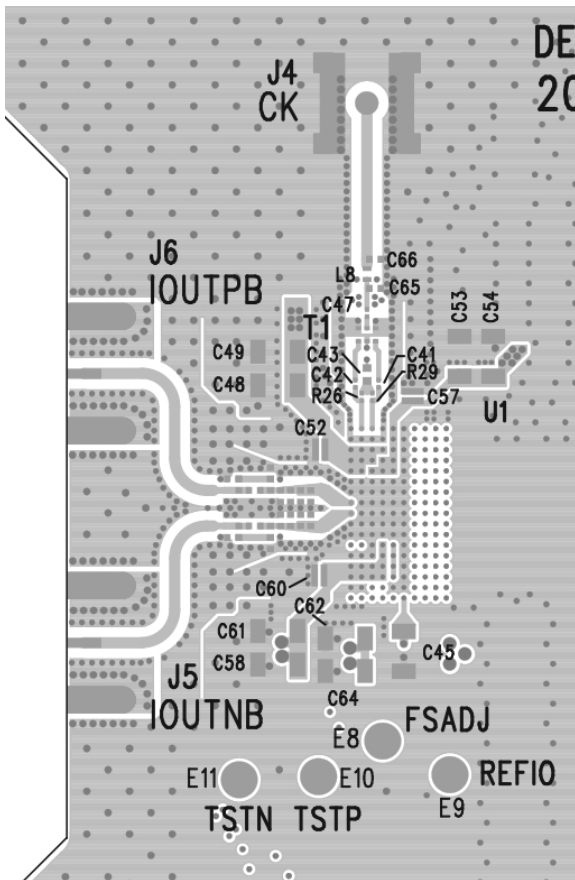 DE
20
J4
CK
J6
IOUTPB
C66
L8
C65
C47
T1
C53
C54
C49
C43
C41
C48
C42
R29
R26
C57
U1
C52
C60
C62
C61
C45
C58
J5
IOUTNB
C64
FSADJ
E8
E11
E10
REFIO
E9
TSTN
TSTP